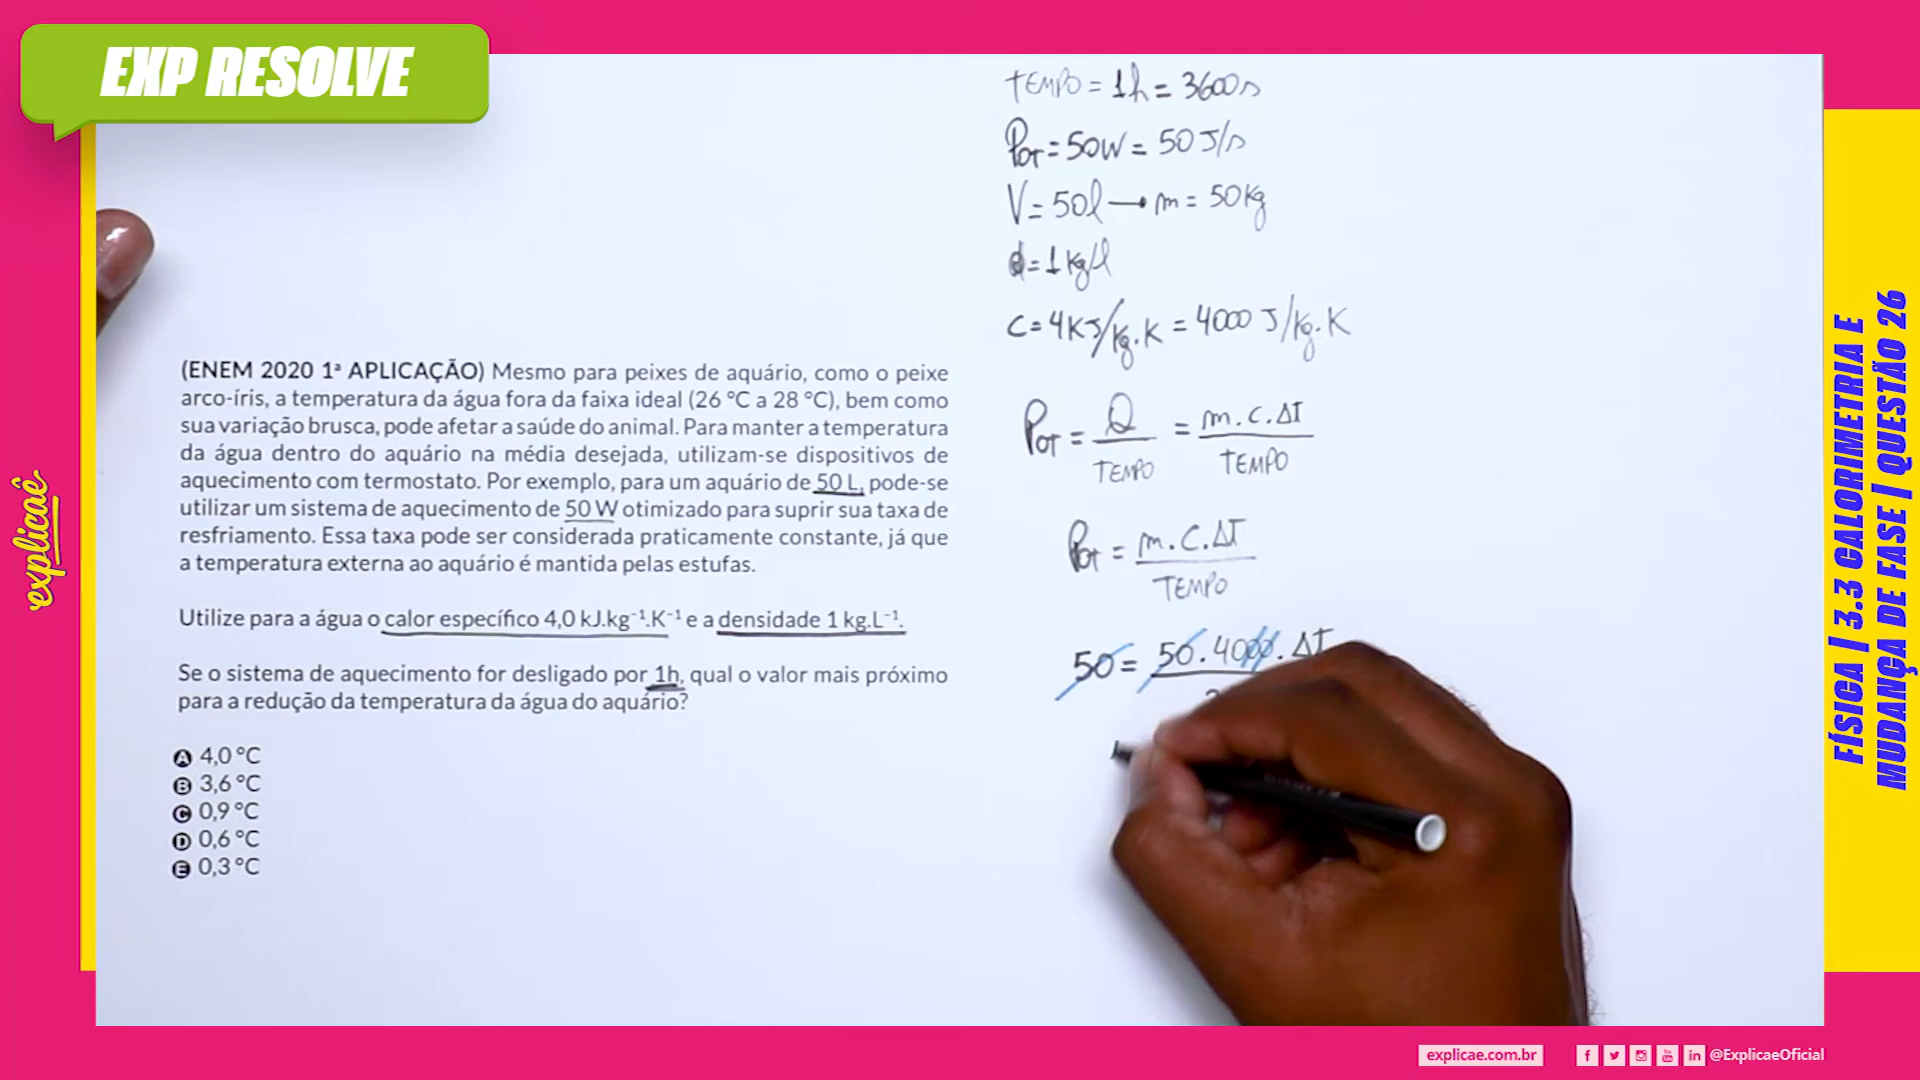 EXP RESOLVE
explicaê
(ENEM 2020 1ª APLICAÇÃO) Mesmo para peixes de aquário, como o peixe
arco-íris, a temperatura da água fora da faixa ideal (26 °C a 28 °C), bem como
sua variação brusca, pode afetar a saúde do animal. Para manter a temperatura
da água dentro do aquário na média desejada, utilizam-se dispositivos de
aquecimento com termostato. Por exemplo, para um aquário de 50 L, pode-se
utilizar um sistema de aquecimento de 50 W otimizado para suprir sua taxa de
resfriamento. Essa taxa pode ser considerada praticamente constante, já que
a temperatura externa ao aquário é mantida pelas estufas.
Utilize para a água o calor específico 4,0 kJ.kg⁻¹.K⁻¹ e a densidade 1 kg.L⁻¹.
Se o sistema de aquecimento for desligado por 1h, qual o valor mais próximo
para a redução da temperatura da água do aquário?
A 4,0 °C
B 3,6 °C
C 0,9 °C
D 0,6 °C
E 0,3 °C
TEMPO = 1h = 3600s
Pot = 50W = 50 J/s
V = 50l → m = 50kg
d = 1 kg/l
c = 4KJ/kg.K = 4000 J/kg.K
Pot = Q/TEMPO = m.c.ΔT/TEMPO
Pot = m.c.ΔT/TEMPO
50 = 50.4000.ΔT
FÍSICA | 3.3 CALORIMETRIA E
MUDANÇA DE FASE | QUESTÃO 26
explicae.com.br
@ExplicaeOficial